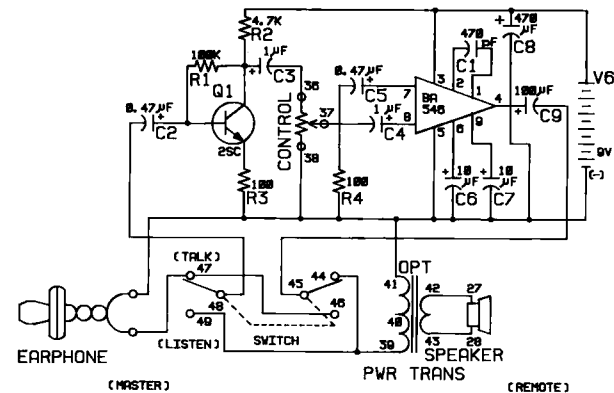 4.7K
R2
100K
R1
1µF
+
C3
Q1
0.47µF
+
C2
2SC
100
R3
36
37
38
CONTROL
0.47µF
+
C5
1µF
+
C4
100
R4
7
8
BA
546
3
2
1
4
5
6
9
470
pF
C1
470
µF
+
C8
100µF
+
C9
10
µF
+
C6
10
µF
+
C7
V6
9V
(-)
(TALK)
47
48
49
(LISTEN)
SWITCH
44
45
46
OPT
41
40
39
42
43
27
28
SPEAKER
PWR TRANS
EARPHONE
(MASTER)
(REMOTE)